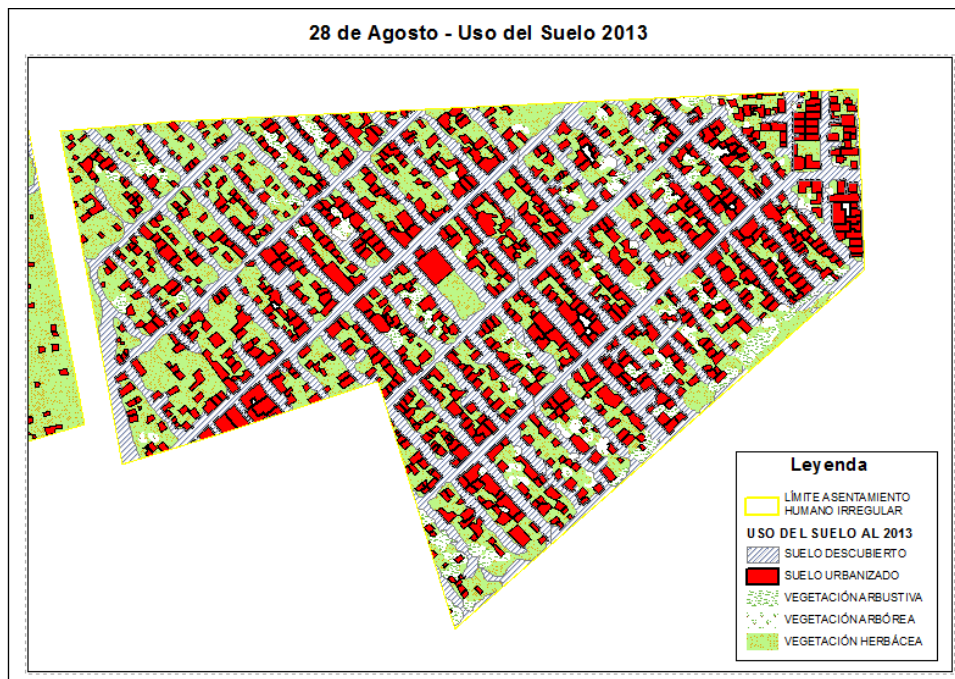 28 de Agosto - Uso del Suelo 2013
Leyenda
LÍMITE ASENTAMIENTO
HUMANO IRREGULAR
USO DEL SUELO AL 2013
SUELO DESCUBIERTO
SUELO URBANIZADO
VEGETACIÓN ARBUSTIVA
VEGETACIÓN ARBÓREA
VEGETACIÓN HERBÁCEA